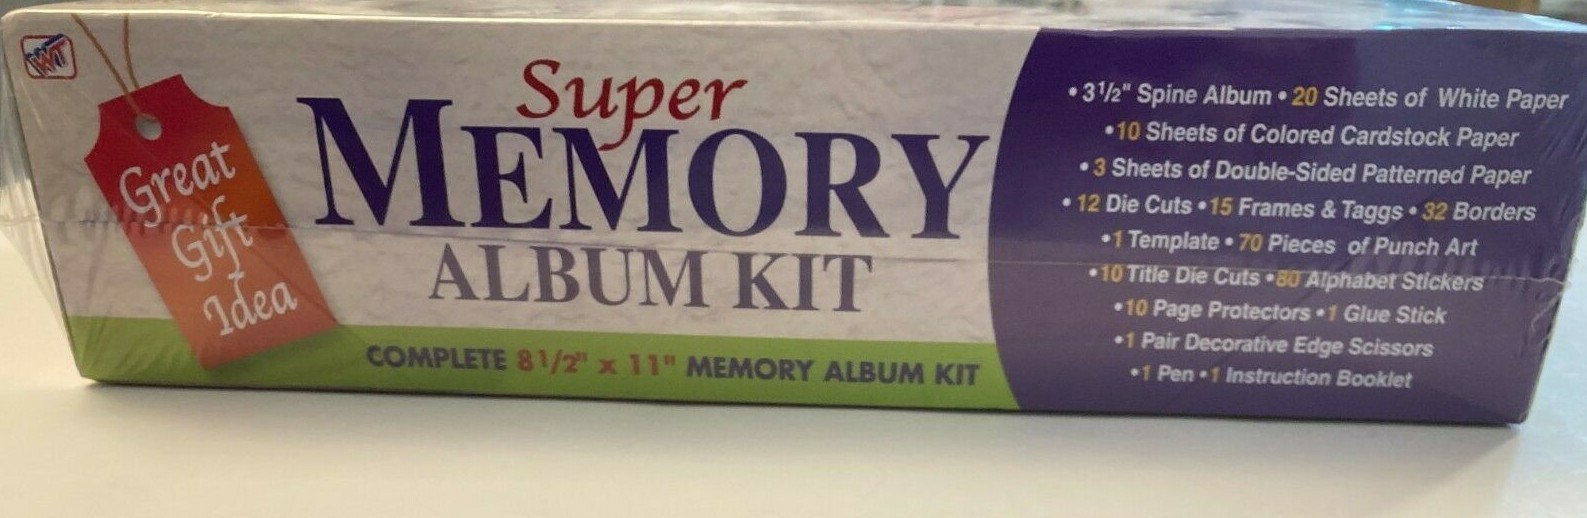 WT
Great
Gift
Idea
Super
MEMORY
ALBUM KIT
COMPLETE 8 1/2" x 11" MEMORY ALBUM KIT
• 3 1/2" Spine Album • 20 Sheets of White Paper
• 10 Sheets of Colored Cardstock Paper
• 3 Sheets of Double-Sided Patterned Paper
• 12 Die Cuts • 15 Frames & Taggs • 32 Borders
• 1 Template • 70 Pieces of Punch Art
• 10 Title Die Cuts • 80 Alphabet Stickers
• 10 Page Protectors • 1 Glue Stick
• 1 Pair Decorative Edge Scissors
• 1 Pen • 1 Instruction Booklet